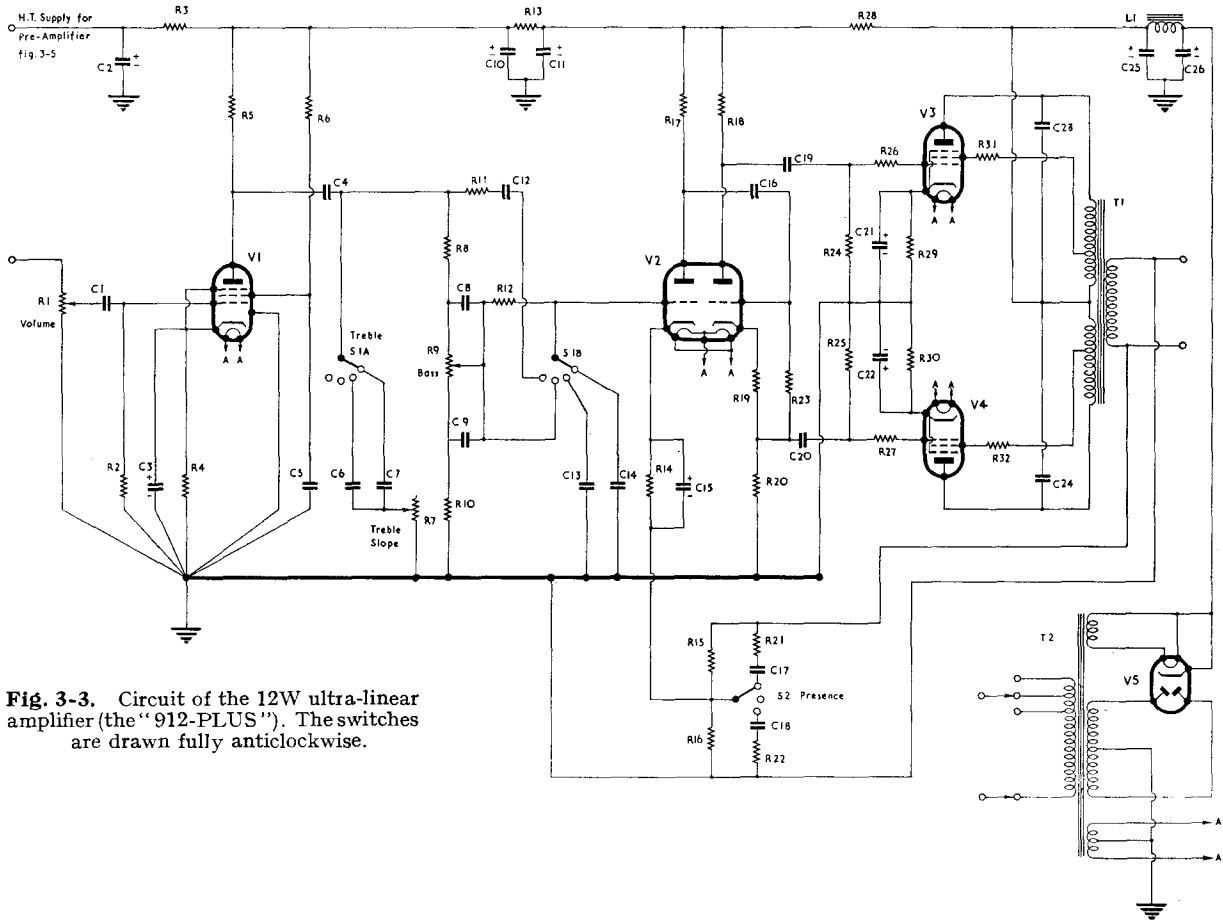 H.T. Supply for
Pre-Amplifier
fig. 3-5
R3
C2
R13
C10
C11
R28
L1
C25
C26
R5
R6
R17
R18
V3
C23
C4
R11
C12
C19
R26
R31
C16
T1
R8
V1
V2
R24
C21
R29
R1
Volume
C1
C8
R12
Treble
S1A
R9
Bass
S1B
R25
C22
R30
V4
R19
R23
C9
R2
C3
R4
C5
C6
C7
R14
C15
C20
R27
R32
C13
C14
R20
C24
R10
R7
Treble
Slope
A A
A A
A A
A A
R15
R21
C17
S2 Presence
C18
R16
R22
T2
V5
A
A
Fig. 3-3. Circuit of the 12W ultra-linear
amplifier (the "912-PLUS"). The switches
are drawn fully anticlockwise.